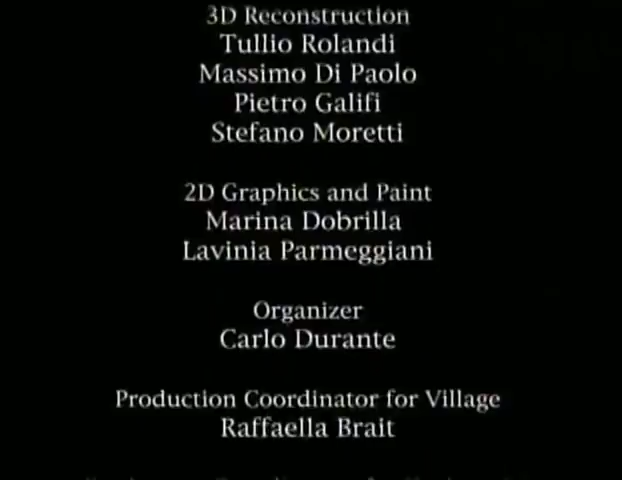 3D Reconstruction
Tullio Rolandi
Massimo Di Paolo
Pietro Galifi
Stefano Moretti
2D Graphics and Paint
Marina Dobrilla
Lavinia Parmeggiani
Organizer
Carlo Durante
Production Coordinator for Village
Raffaella Brait